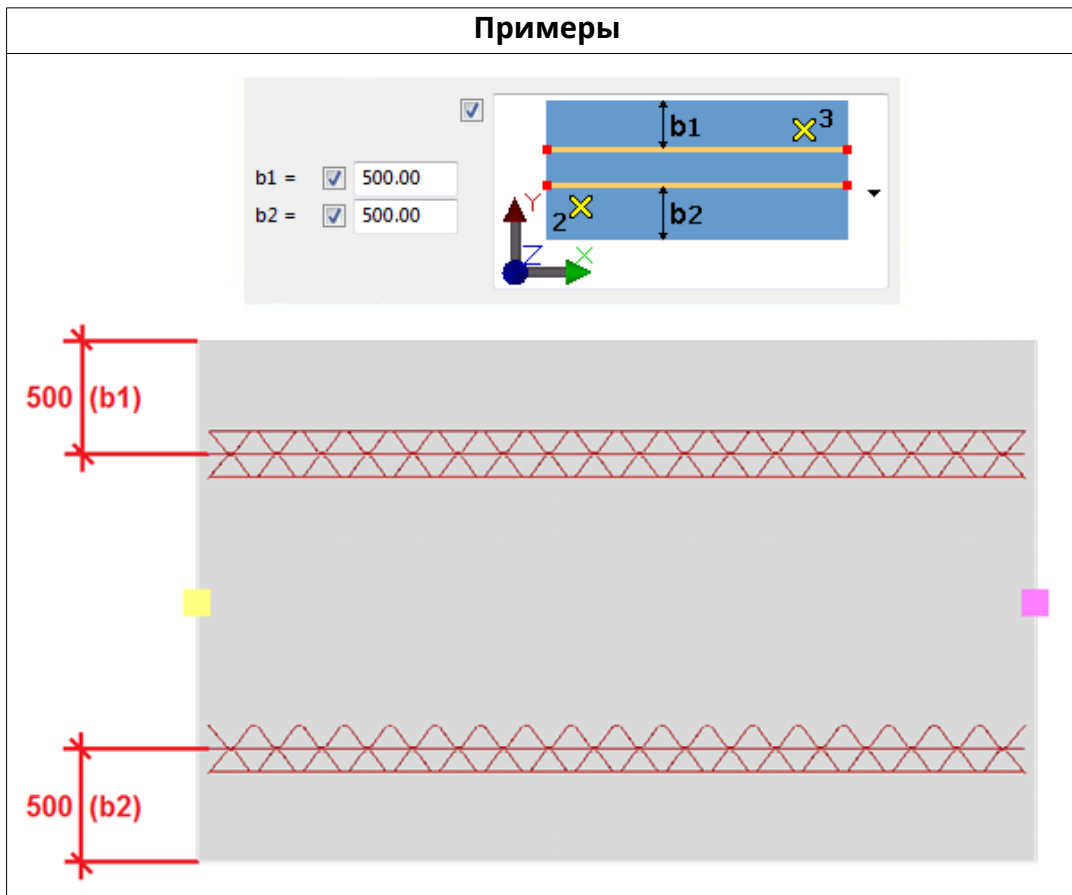 Примеры
b1
3
b1 = 500.00
b2 = 500.00
Y
2
b2
Z
X
500 (b1)
500 (b2)